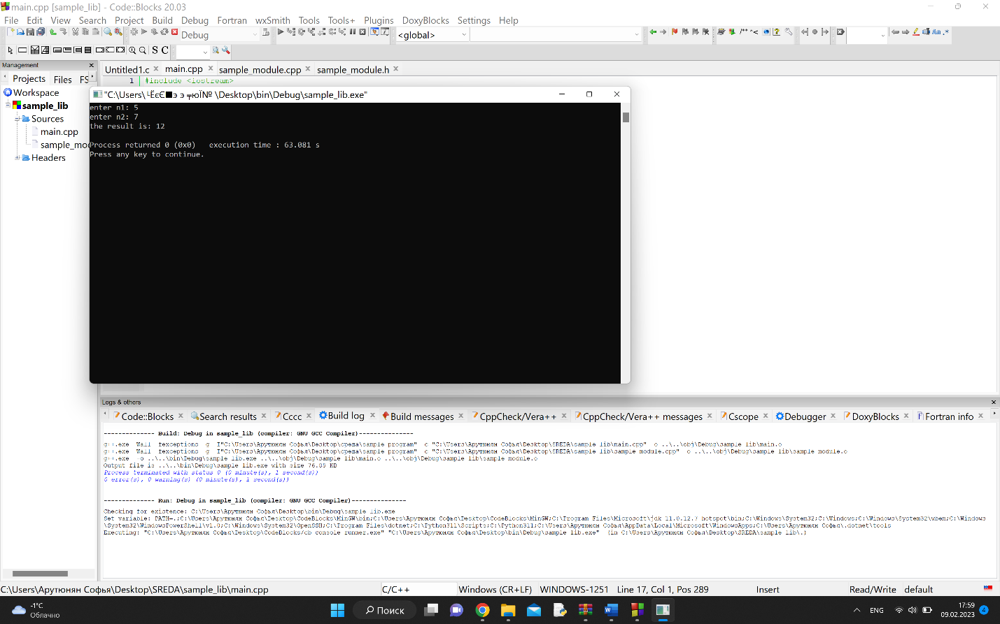 main.cpp [sample_lib] - Code::Blocks 20.03
File Edit View Search Project Build Debug Fortran wxSmith Tools Tools+ Plugins DoxyBlocks Settings Help
Debug
<global>
S C
Management
Projects Files FS
Workspace
sample_lib
Sources
main.cpp
sample_mo
Headers
Untitled1.c main.cpp sample_module.cpp sample_module.h
1 #include <iostream>
\Desktop\bin\Debug\sample_lib.exe"
enter n1: 5
enter n2: 7
the result is: 12
Process returned 0 (0x0) execution time : 63.081 s
Press any key to continue.
Logs & others
Code::Blocks Search results Cccc Build log Build messages CppCheck/Vera++ CppCheck/Vera++ messages Cscope Debugger DoxyBlocks Fortran info
-------------- Build: Debug in sample_lib (compiler: GNU GCC Compiler)---------------
g++.exe -Wall -fexceptions -g -I"C:\Users\Арутюнян Софья\Desktop\среда\sample_program" -c "C:\Users\Арутюнян Софья\Desktop\SREDA\sample_lib\main.cpp" -o ..\..\obj\Debug\sample_lib\main.o
g++.exe -Wall -fexceptions -g -I"C:\Users\Арутюнян Софья\Desktop\среда\sample_program" -c "C:\Users\Арутюнян Софья\Desktop\SREDA\sample_lib\sample_module.cpp" -o ..\..\obj\Debug\sample_lib\sample_module.o
g++.exe -o ..\..\bin\Debug\sample_lib.exe ..\..\obj\Debug\sample_lib\main.o ..\..\obj\Debug\sample_lib\sample_module.o
Output file is ..\..\bin\Debug\sample_lib.exe with size 76.85 KB
Process terminated with status 0 (0 minute(s), 1 second(s))
0 error(s), 0 warning(s) (0 minute(s), 1 second(s))
-------------- Run: Debug in sample_lib (compiler: GNU GCC Compiler)---------------
Checking for existence: C:\Users\Арутюнян Софья\Desktop\bin\Debug\sample_lib.exe
Set variable: PATH=.;C:\Users\Арутюнян Софья\Desktop\CodeBlocks\MinGW\bin;C:\Users\Арутюнян Софья\Desktop\CodeBlocks\MinGW;C:\Program Files\Microsoft\jdk-11.0.12.7-hotspot\bin;C:\Windows\System32;C:\Windows;C:\Windows\System32\wbem;C:\Windows
\System32\WindowsPowerShell\v1.0;C:\Windows\System32\OpenSSH;C:\Program Files\dotnet;C:\Python311\Scripts;C:\Python311;C:\Users\Арутюнян Софья\AppData\Local\Microsoft\WindowsApps;C:\Users\Арутюнян Софья\.dotnet\tools
Executing: "C:\Users\Арутюнян Софья\Desktop\CodeBlocks/cb_console_runner.exe" "C:\Users\Арутюнян Софья\Desktop\bin\Debug\sample_lib.exe" (in C:\Users\Арутюнян Софья\Desktop\SREDA\sample_lib\.)
C:\Users\Арутюнян Софья\Desktop\SREDA\sample_lib\main.cpp C/C++ Windows (CR+LF) WINDOWS-1251 Line 17, Col 1, Pos 289 Insert Read/Write default
-1°C
Облачно
Поиск
ENG
17:59
09.02.2023
4